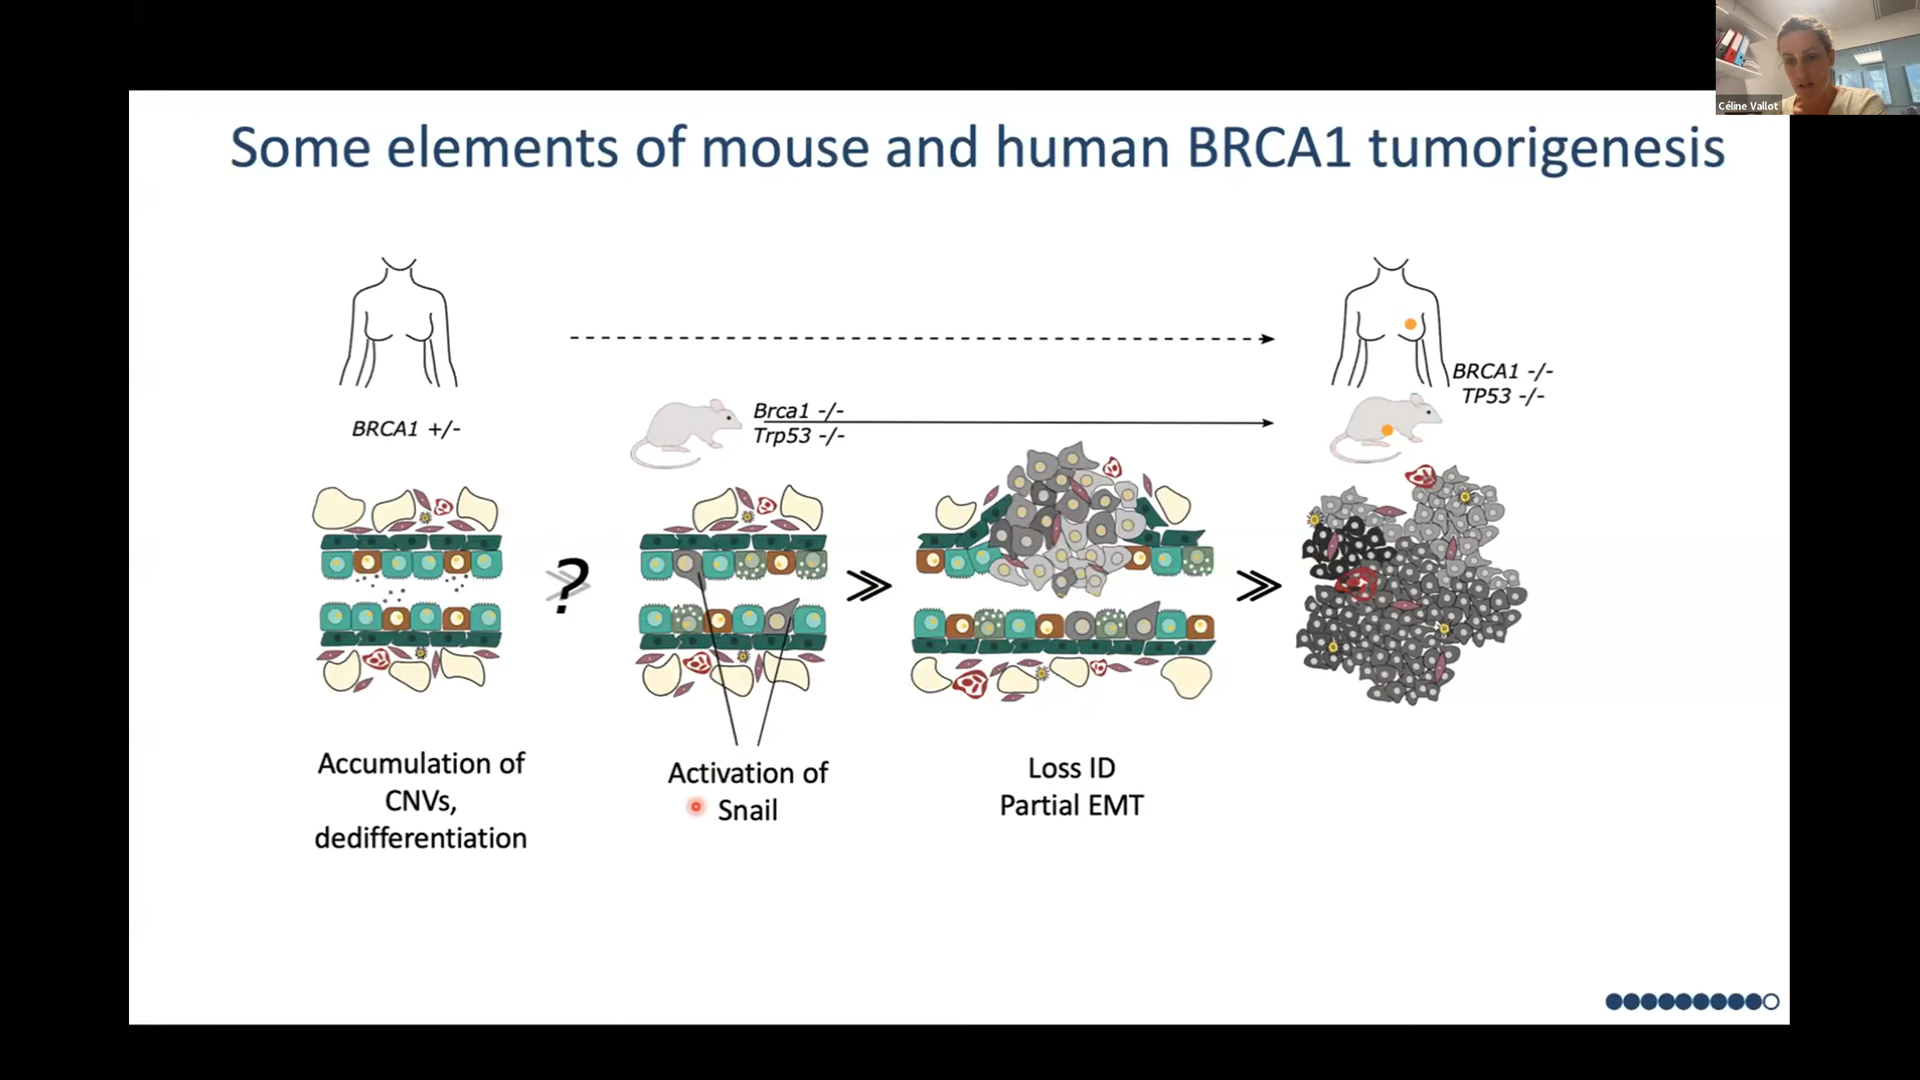 Céline Vallot
Some elements of mouse and human BRCA1 tumorigenesis
BRCA1 -/-
TP53 -/-
Brca1 -/-
Trp53 -/-
BRCA1 +/-
?
Accumulation of
CNVs,
dedifferentiation
Activation of
Snail
Loss ID
Partial EMT